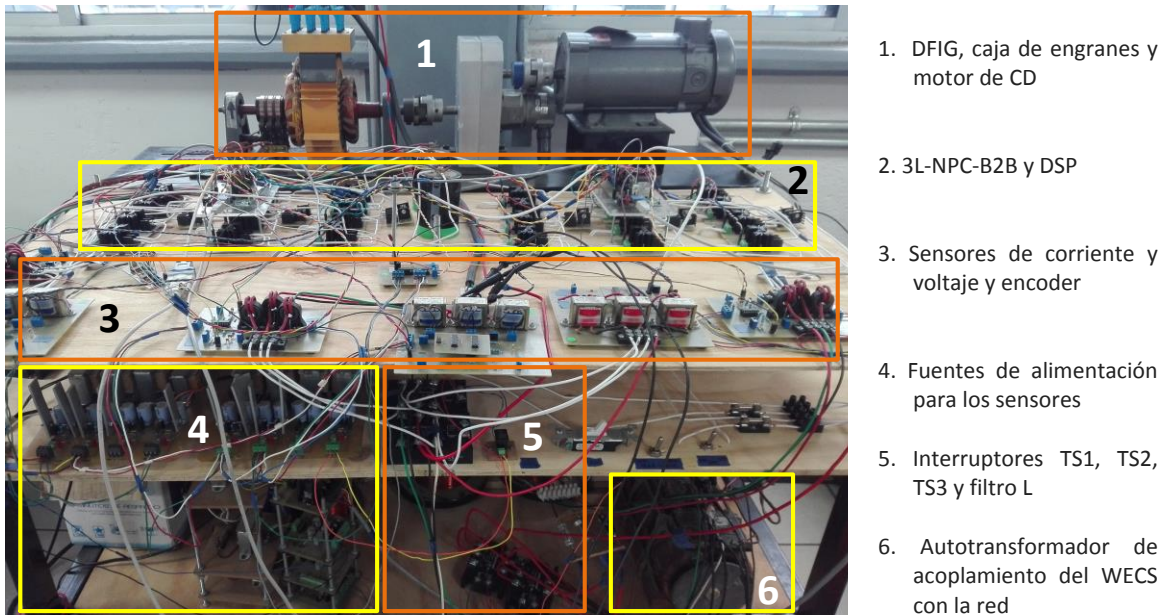 1
2
3
4
5
6
1. DFIG, caja de engranes y
motor de CD
2. 3L-NPC-B2B y DSP
3. Sensores de corriente y
voltaje y encoder
4. Fuentes de alimentación
para los sensores
5. Interruptores TS1, TS2,
TS3 y filtro L
6. Autotransformador de
acoplamiento del WECS
con la red